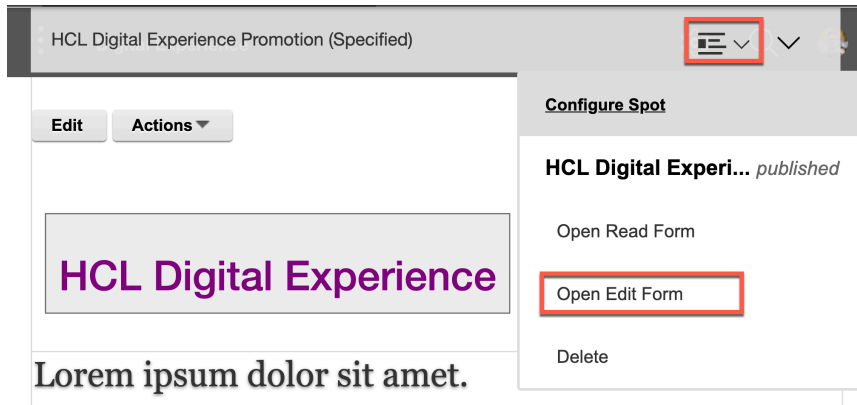 HCL Digital Experience Promotion (Specified)
Configure Spot
Edit
Actions
HCL Digital Experi... published
Open Read Form
HCL Digital Experience
Open Edit Form
Delete
Lorem ipsum dolor sit amet.